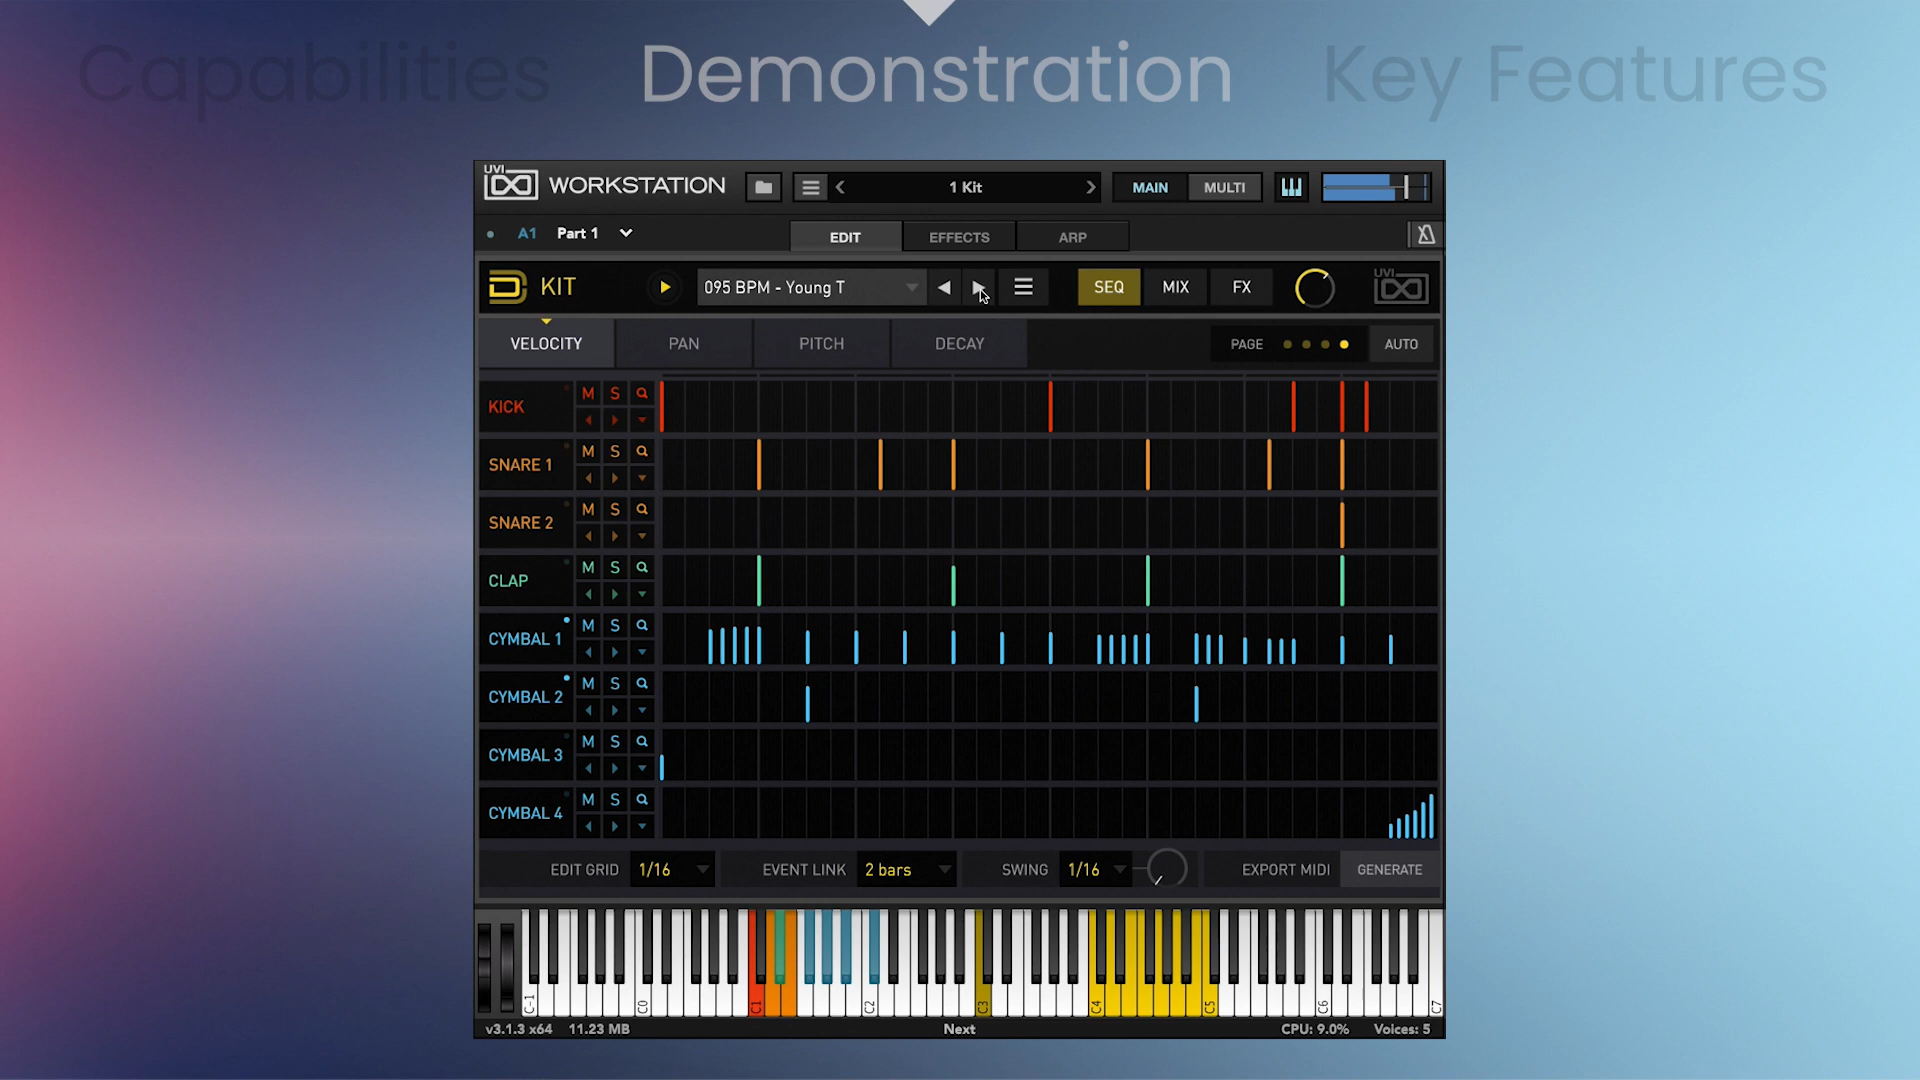 Capabilities Demonstration Key Features
UVI WORKSTATION 1 Kit MAIN MULTI
A1 Part 1 EDIT EFFECTS ARP
KIT 095 BPM - Young T SEQ MIX FX UVI
VELOCITY PAN PITCH DECAY PAGE AUTO
KICK M S
SNARE 1 M S
SNARE 2 M S
CLAP M S
CYMBAL 1 M S
CYMBAL 2 M S
CYMBAL 3 M S
CYMBAL 4 M S
EDIT GRID 1/16 EVENT LINK 2 bars SWING 1/16 EXPORT MIDI GENERATE
C-1 C0 C1 C2 C3 C4 C5 C6 C7
v3.1.3 x64 11.23 MB Next CPU: 9.0% Voices: 5